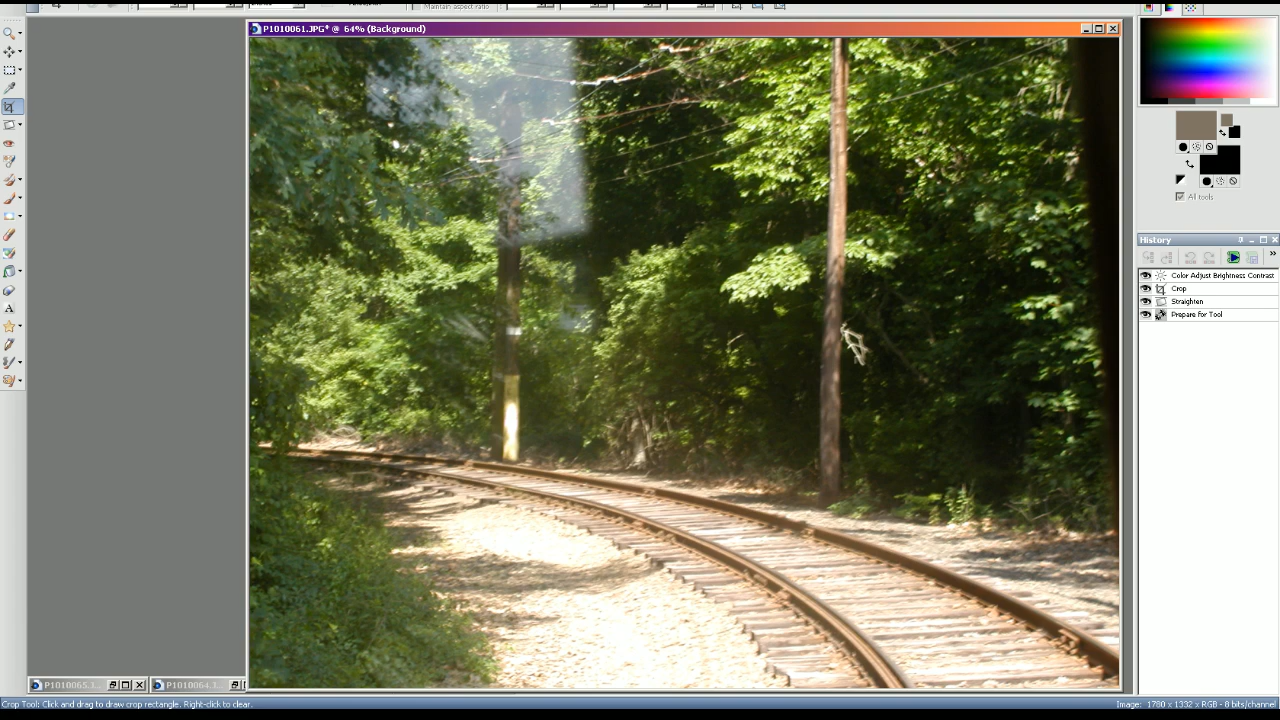 Maintain aspect ratio
P1010061.JPG* @ 64% (Background)
All tools
History
Color Adjust Brightness Contrast
Crop
Straighten
Prepare for Tool
P1010065.J...
P1010064.J...
Crop Tool: Click and drag to draw crop rectangle. Right-click to clear.
Image: 1780 x 1332 x RGB - 8 bits/channel